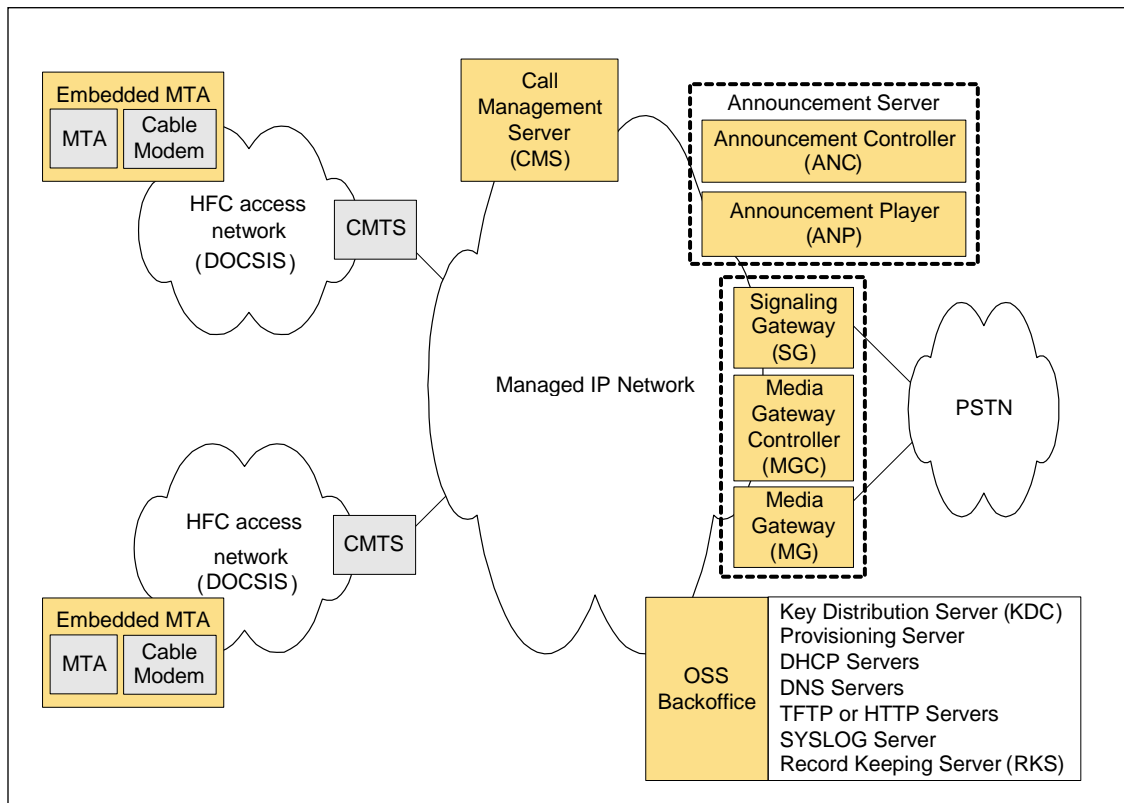 Embedded MTA
MTA
Cable
Modem
HFC access
network
(DOCSIS)
CMTS
Call
Management
Server
(CMS)
Announcement Server
Announcement Controller
(ANC)
Announcement Player
(ANP)
Signaling
Gateway
(SG)
Media
Gateway
Controller
(MGC)
Media
Gateway
(MG)
Managed IP Network
PSTN
HFC access
network
(DOCSIS)
CMTS
Embedded MTA
MTA
Cable
Modem
OSS
Backoffice
Key Distribution Server (KDC)
Provisioning Server
DHCP Servers
DNS Servers
TFTP or HTTP Servers
SYSLOG Server
Record Keeping Server (RKS)